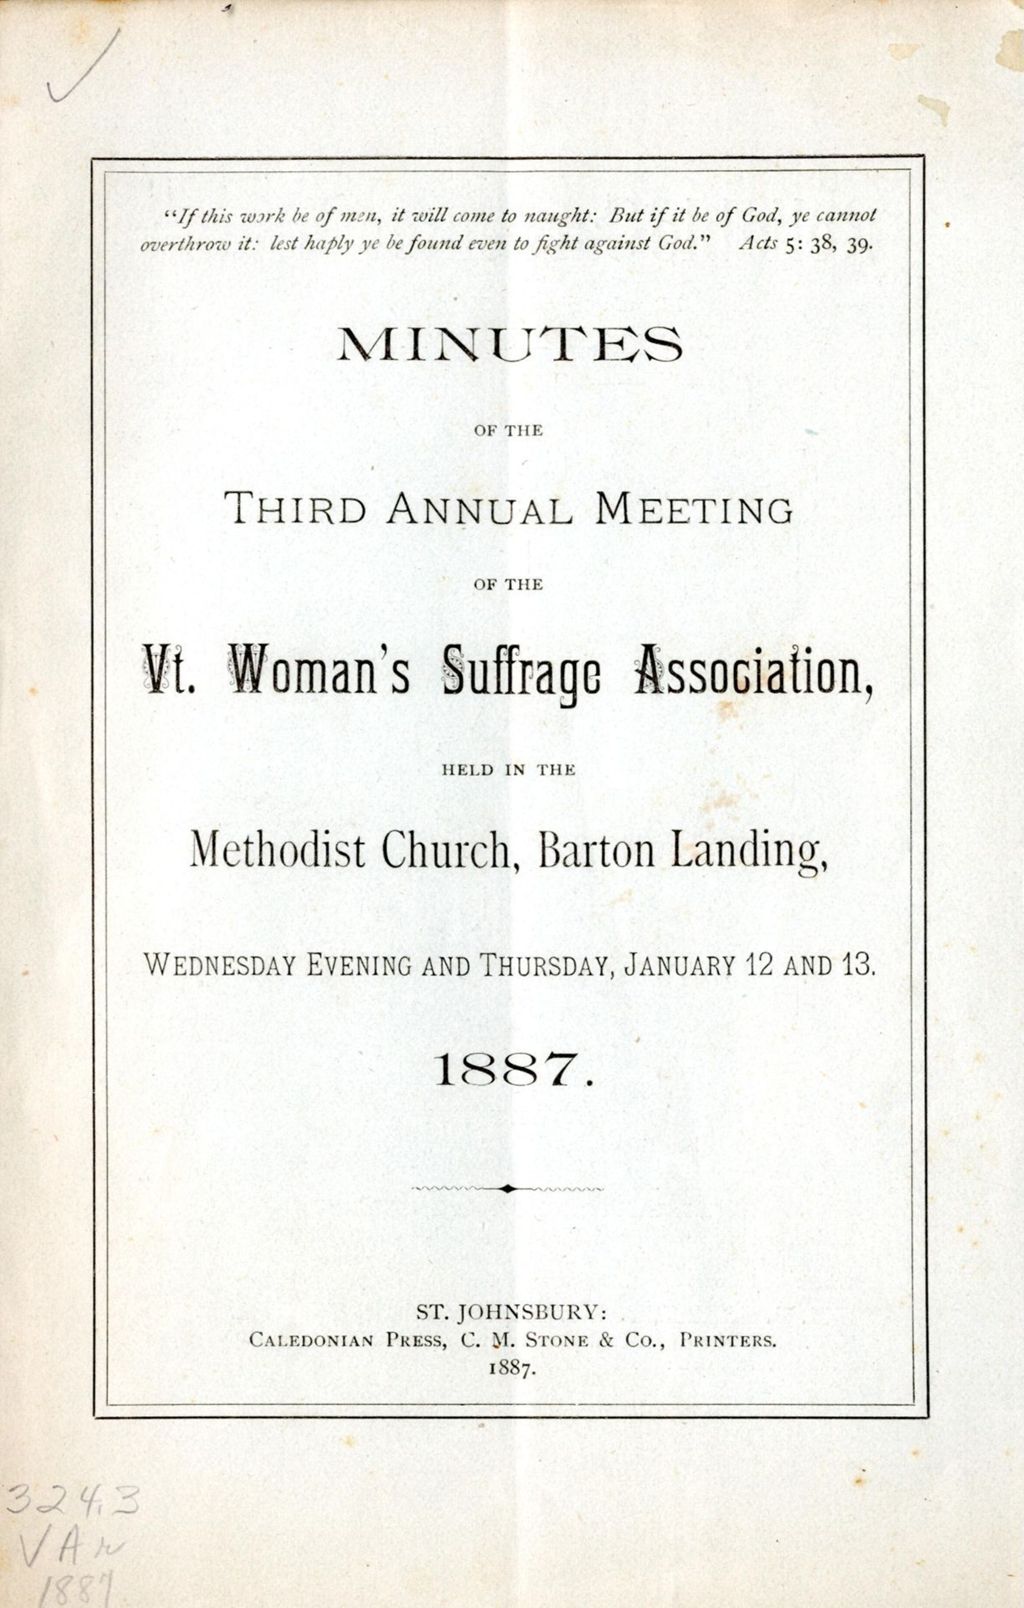 "If this work be of men, it will come to naught: But if it be of God, ye cannot
overthrow it: lest haply ye be found even to fight against God." Acts 5: 38, 39.
MINUTES
OF THE
THIRD ANNUAL MEETING
OF THE
Vt. Woman's Suffrage Association,
HELD IN THE
Methodist Church, Barton Landing,
WEDNESDAY EVENING AND THURSDAY, JANUARY 12 AND 13.
1887.
ST. JOHNSBURY:
CALEDONIAN PRESS, C. M. STONE & CO., PRINTERS.
1887.
324.3
1887